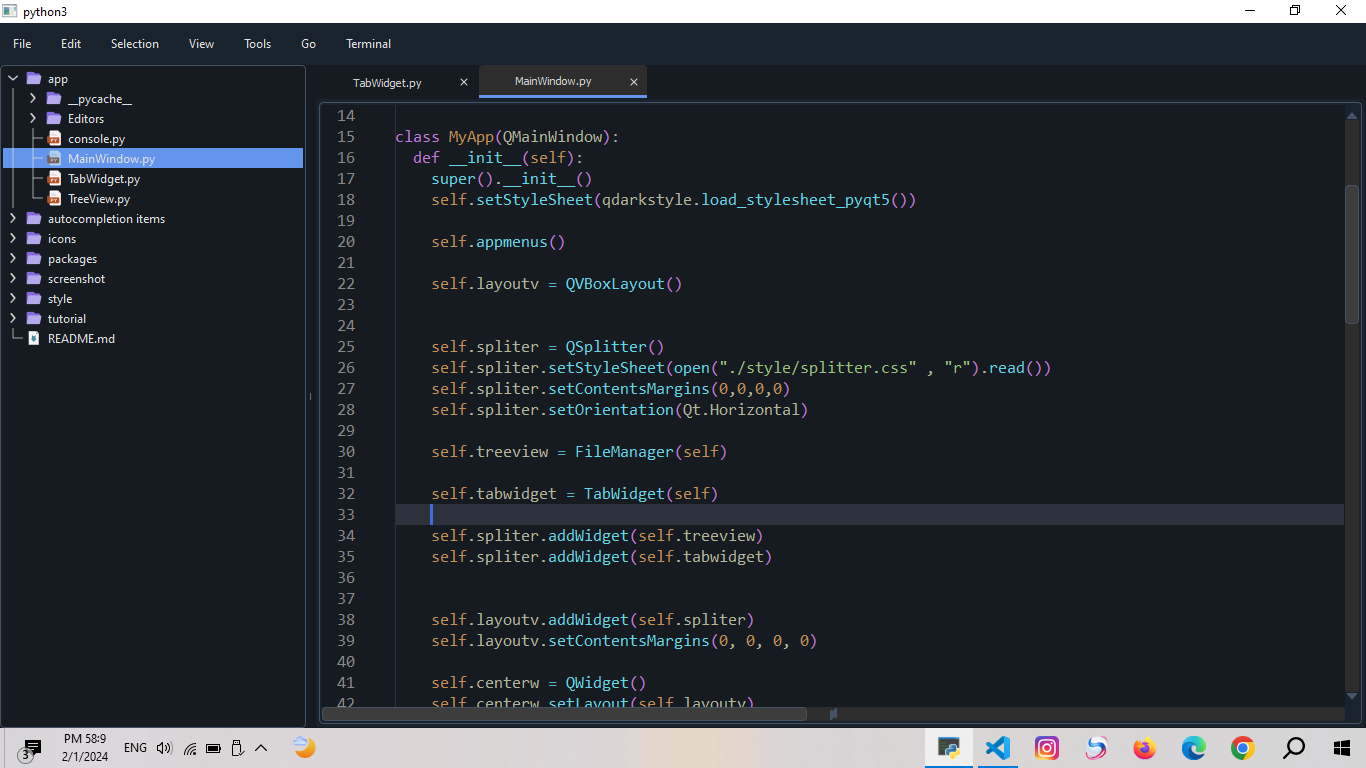 python3
File Edit Selection View Tools Go Terminal
app
__pycache__
Editors
console.py
MainWindow.py
TabWidget.py
TreeView.py
autocompletion items
icons
packages
screenshot
style
tutorial
README.md
TabWidget.py MainWindow.py
14
15 class MyApp(QMainWindow):
16 def __init__(self):
17 super().__init__()
18 self.setStyleSheet(qdarkstyle.load_stylesheet_pyqt5())
19
20 self.appmenus()
21
22 self.layoutv = QVBoxLayout()
23
24
25 self.spliter = QSplitter()
26 self.spliter.setStyleSheet(open("./style/splitter.css" , "r").read())
27 self.spliter.setContentsMargins(0,0,0,0)
28 self.spliter.setOrientation(Qt.Horizontal)
29
30 self.treeview = FileManager(self)
31
32 self.tabwidget = TabWidget(self)
33
34 self.spliter.addWidget(self.treeview)
35 self.spliter.addWidget(self.tabwidget)
36
37
38 self.layoutv.addWidget(self.spliter)
39 self.layoutv.setContentsMargins(0, 0, 0, 0)
40
41 self.centerw = QWidget()
42 self.centerw.setLayout(self.layoutv)
3
PM 58:9
2/1/2024
ENG